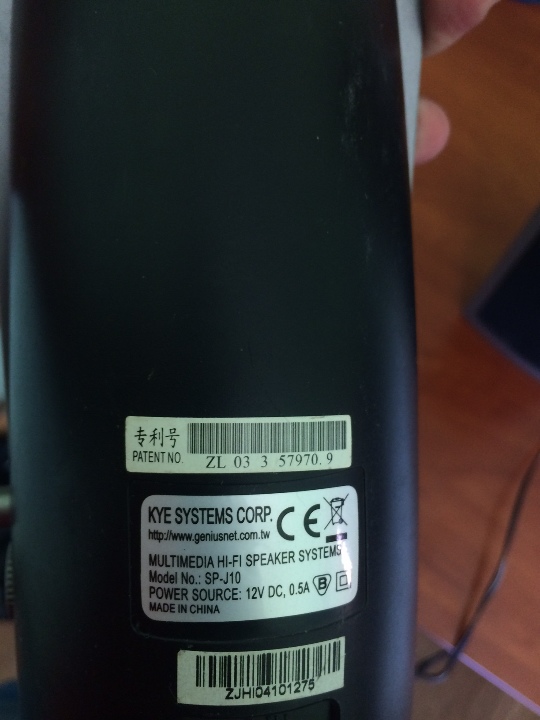 专利号
PATENT NO. ZL 03 3 57970.9
KYE SYSTEMS CORP.
http://www.geniusnet.com.tw
MULTIMEDIA HI-FI SPEAKER SYSTEMS
Model No.: SP-J10
POWER SOURCE: 12V DC, 0.5A B
MADE IN CHINA
ZJHI04101275